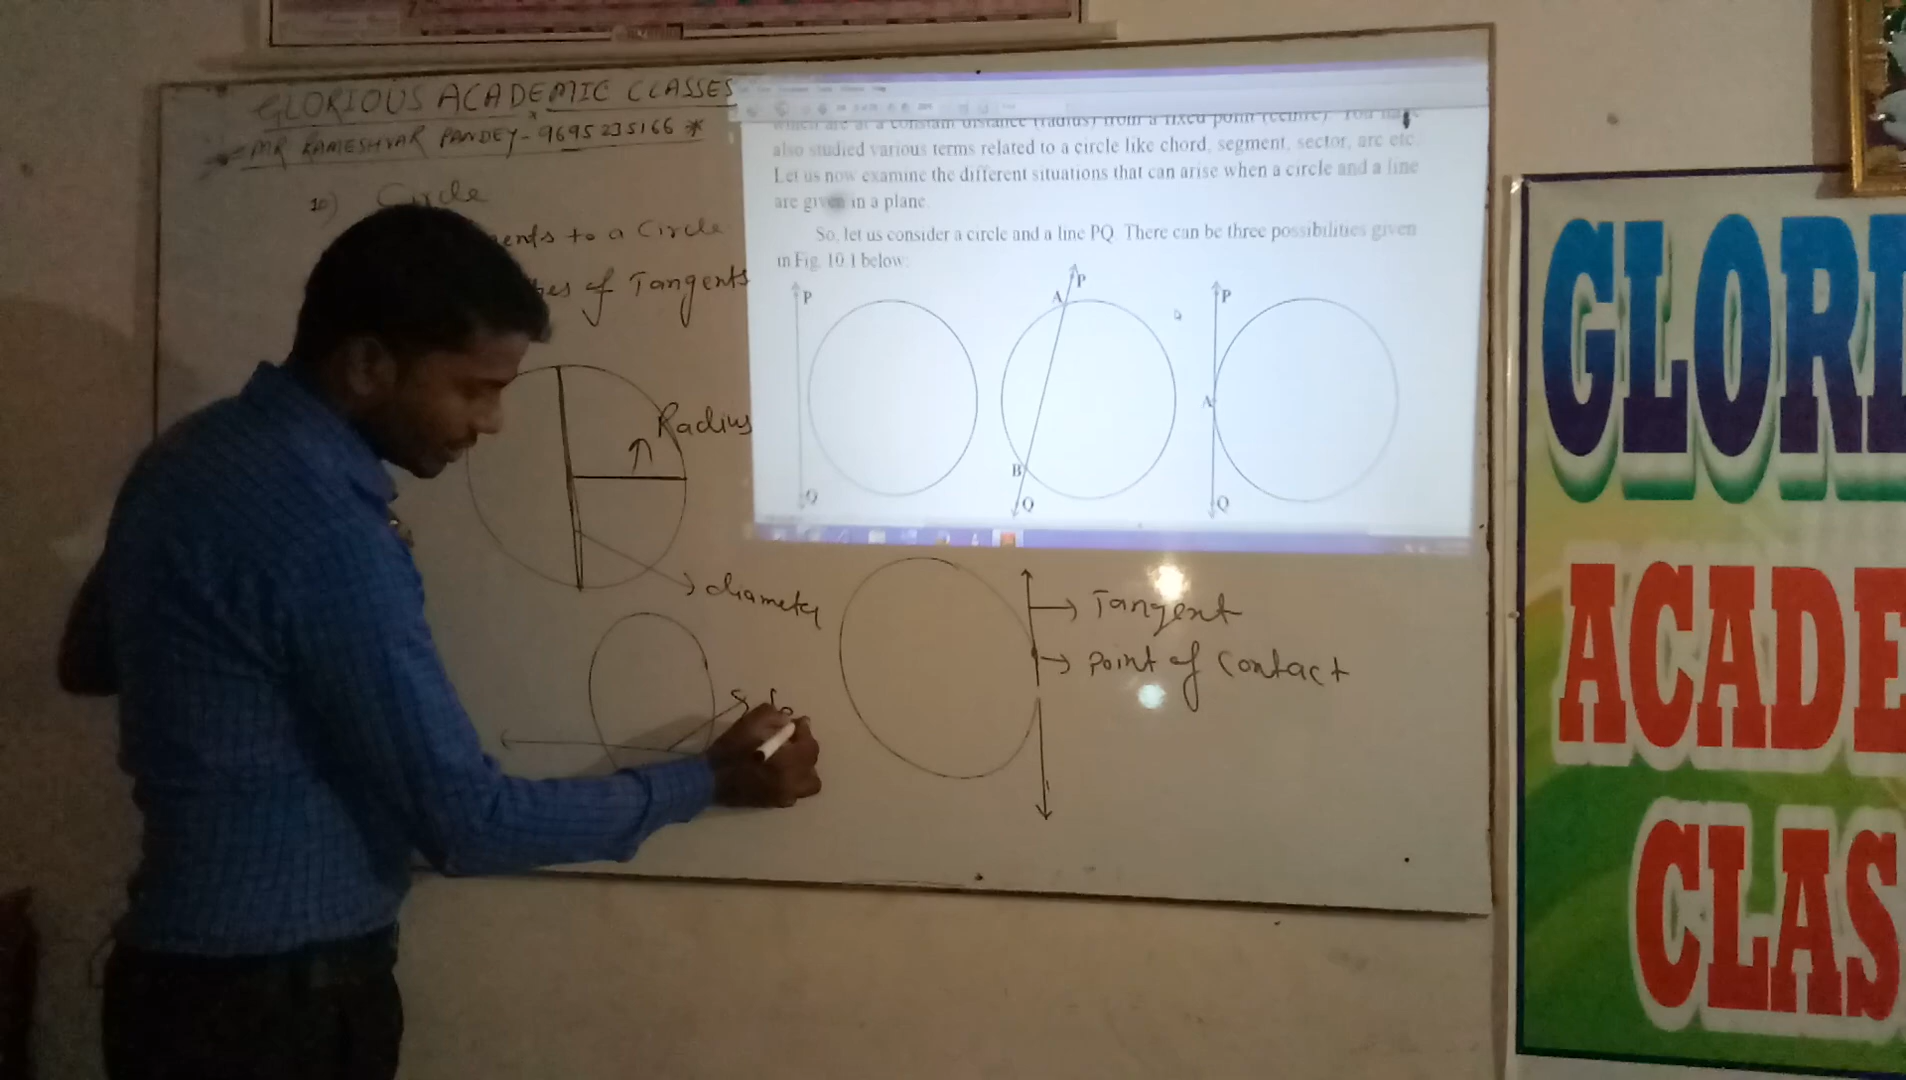 GLORIOUS ACADEMIC CLASSES
MR RAMESHVAR PANDEY - 9695235166 *
10) Circle
ents to a Circle
es of Tangents
Radius
diameter
Tangent
Point of Contact
which are at a constant distance (radius) from a fixed point (centre). You may
also studied various terms related to a circle like chord, segment, sector, arc etc.
Let us now examine the different situations that can arise when a circle and a line
are given in a plane.
So, let us consider a circle and a line PQ. There can be three possibilities given
in Fig. 10.1 below:
P
Q
P
A
B
Q
P
A
Q
GLORI
ACADE
CLAS